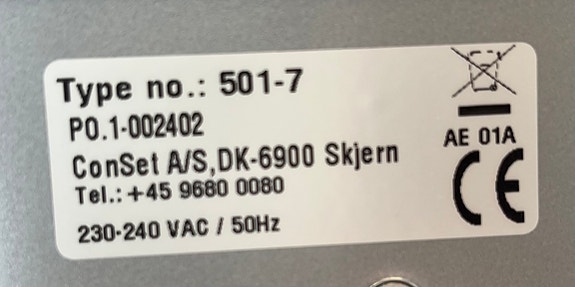 Type no.: 501-7
PO.1-002402
ConSet A/S,DK-6900 Skjern
Tel.: +45 9680 0080
230-240 VAC / 50Hz
AE 01A
CE